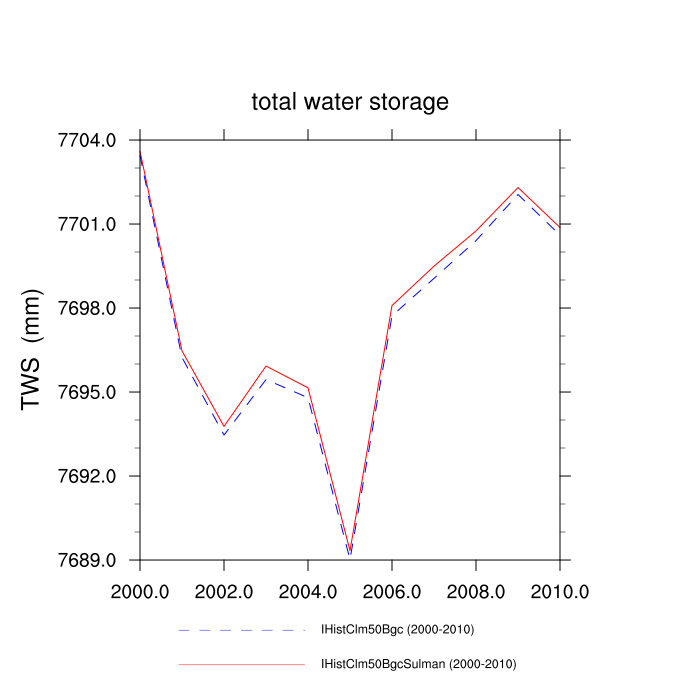 total water storage
TWS (mm)
7704.0
7701.0
7698.0
7695.0
7692.0
7689.0
2000.0 2002.0 2004.0 2006.0 2008.0 2010.0
IHistClm50Bgc (2000-2010)
IHistClm50BgcSulman (2000-2010)